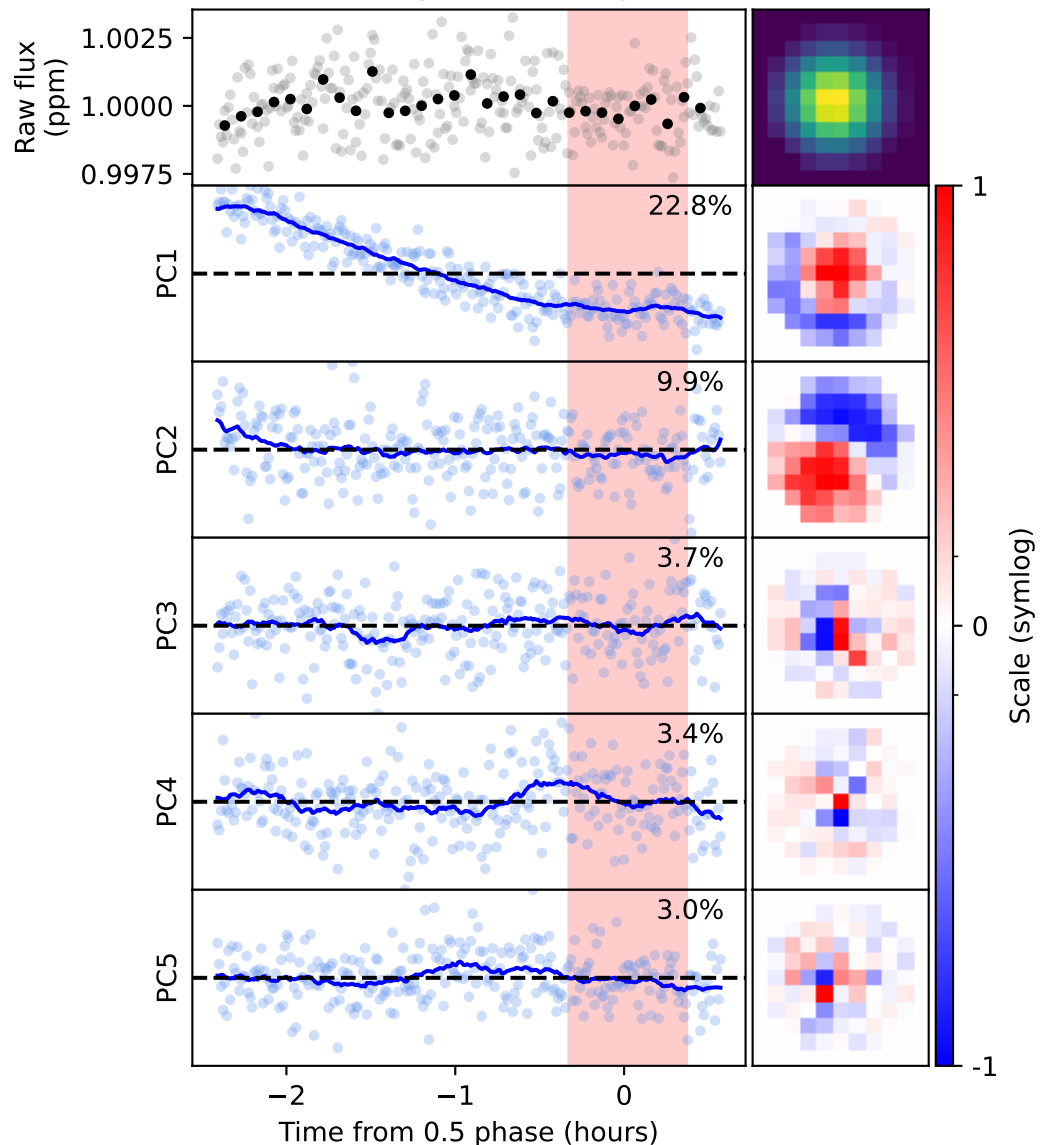 Raw flux
(ppm)
1.0025
1.0000
0.9975
PC1
22.8%
PC2
9.9%
PC3
3.7%
PC4
3.4%
PC5
3.0%
−2
−1
0
Time from 0.5 phase (hours)
1
0
-1
Scale (symlog)